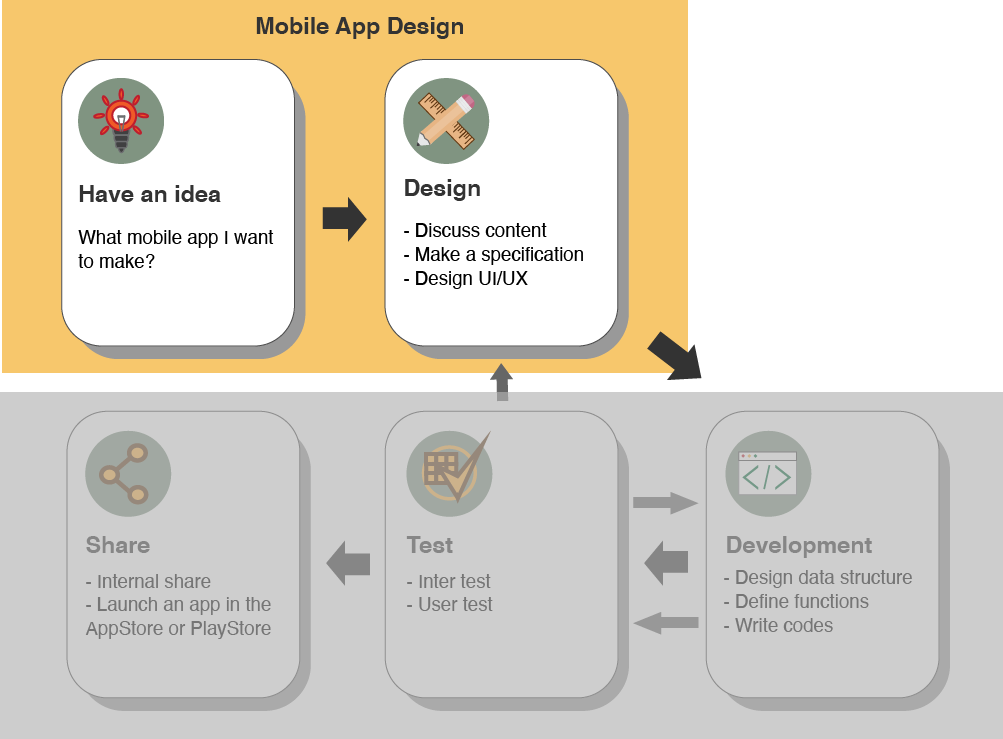 Mobile App Design
Have an idea
What mobile app I want
to make?
Design
- Discuss content
- Make a specification
- Design UI/UX
Share
- Internal share
- Launch an app in the
AppStore or PlayStore
Test
- Inter test
- User test
</>
Development
- Design data structure
- Define functions
- Write codes